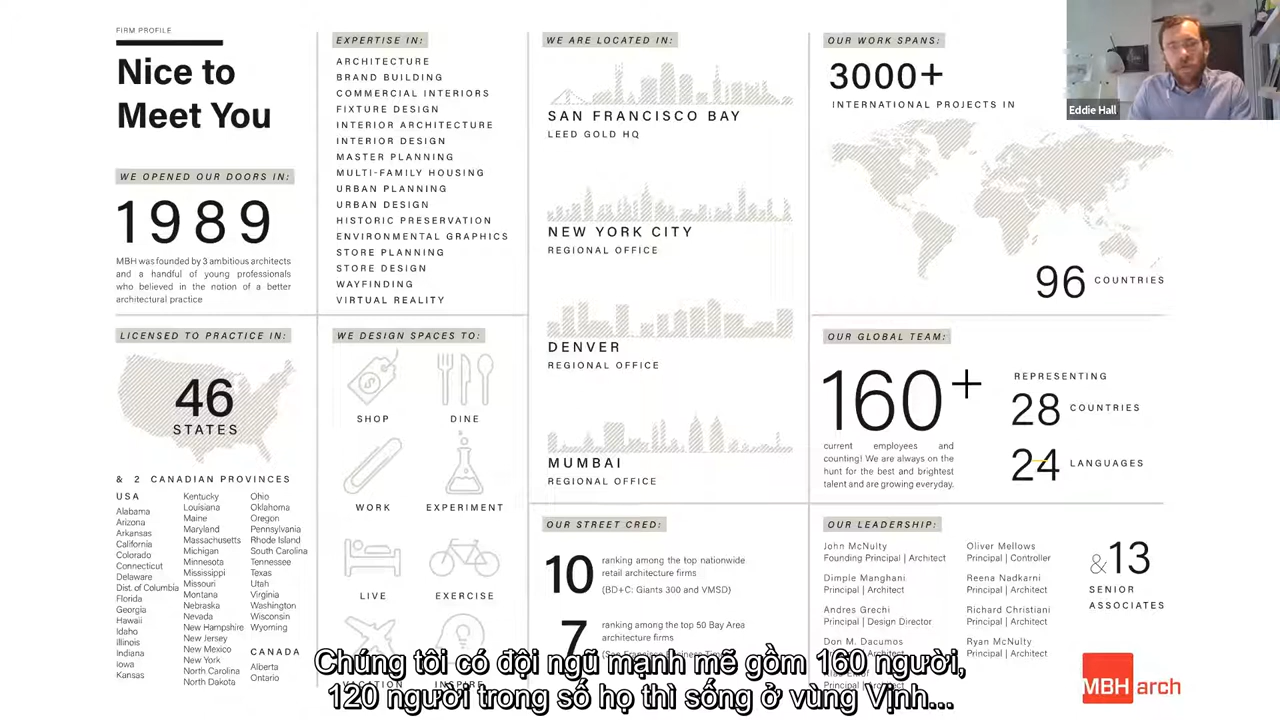 FIRM PROFILE
Nice to
Meet You
WE OPENED OUR DOORS IN:
1989
MBH was founded by 3 ambitious architects
and a handful of young professionals
who believed in the notion of a better
architectural practice
EXPERTISE IN:
ARCHITECTURE
BRAND BUILDING
COMMERCIAL INTERIORS
FIXTURE DESIGN
INTERIOR ARCHITECTURE
INTERIOR DESIGN
MASTER PLANNING
MULTI-FAMILY HOUSING
URBAN PLANNING
URBAN DESIGN
HISTORIC PRESERVATION
ENVIRONMENTAL GRAPHICS
STORE PLANNING
STORE DESIGN
WAYFINDING
VIRTUAL REALITY
WE ARE LOCATED IN:
SAN FRANCISCO BAY
LEED GOLD HQ
NEW YORK CITY
REGIONAL OFFICE
DENVER
REGIONAL OFFICE
MUMBAI
REGIONAL OFFICE
OUR WORK SPANS:
3000+
INTERNATIONAL PROJECTS IN
96 COUNTRIES
Eddie Hall
LICENSED TO PRACTICE IN:
46
STATES
& 2 CANADIAN PROVINCES
USA
Alabama
Arizona
Arkansas
California
Colorado
Connecticut
Delaware
Dist. of Columbia
Florida
Georgia
Hawaii
Idaho
Illinois
Indiana
Iowa
Kansas
Kentucky
Louisiana
Maine
Maryland
Massachusetts
Michigan
Minnesota
Mississippi
Missouri
Montana
Nebraska
Nevada
New Hampshire
New Jersey
New Mexico
New York
North Carolina
North Dakota
Ohio
Oklahoma
Oregon
Pennsylvania
Rhode Island
South Carolina
Tennessee
Texas
Utah
Virginia
Washington
Wisconsin
Wyoming
CANADA
Alberta
Ontario
WE DESIGN SPACES TO:
SHOP
DINE
WORK
EXPERIMENT
LIVE
EXERCISE
OUR STREET CRED:
10 ranking among the top nationwide
retail architecture firms
(BD+C: Giants 300 and VMSD)
7 ranking among the top 50 Bay Area
architecture firms
OUR GLOBAL TEAM:
160+
current employees and
counting! We are always on the
hunt for the best and brightest
talent and are growing everyday.
REPRESENTING
28 COUNTRIES
24 LANGUAGES
OUR LEADERSHIP:
John McNulty
Founding Principal | Architect
Dimple Manghani
Principal | Architect
Andres Grechi
Principal | Design Director
Don M. Dacumos
Oliver Mellows
Principal | Controller
Reena Nadkarni
Principal | Architect
Richard Christiani
Principal | Architect
Ryan McNulty
Principal | Architect
&13
SENIOR
ASSOCIATES
Chúng tôi có đội ngũ mạnh mẽ gồm 160 người,
120 người trong số họ thì sống ở vùng Vịnh...
MBH arch